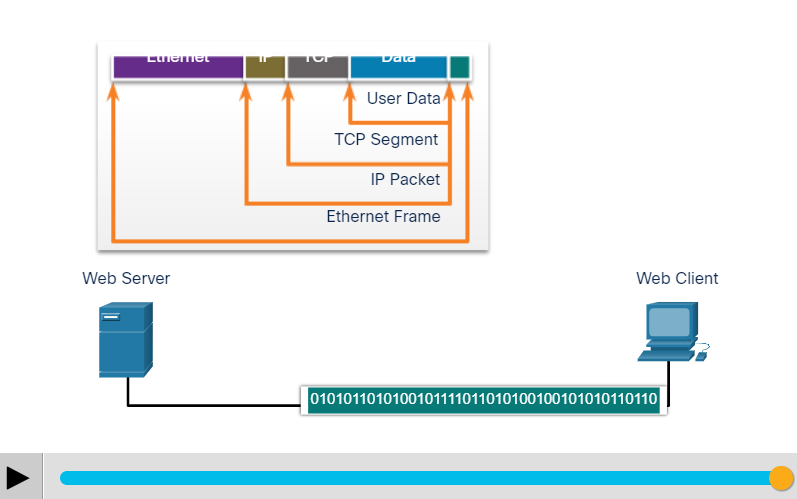 Ethernet IP TCP Data
User Data
TCP Segment
IP Packet
Ethernet Frame
Web Server Web Client
0101011010100101111011010100100101010110110